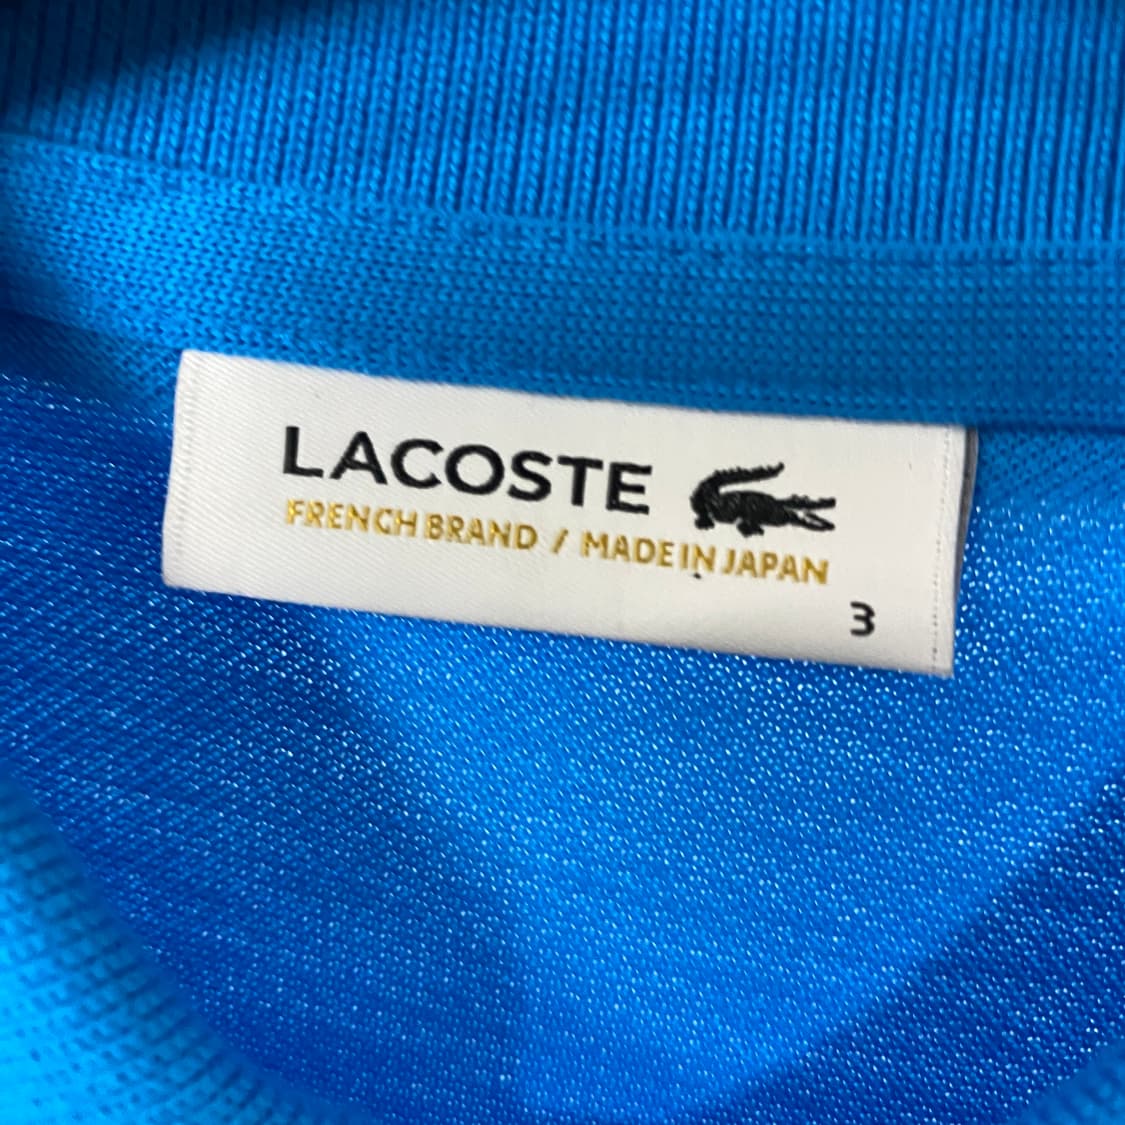 LACOSTE
FRENCH BRAND / MADE IN JAPAN
3